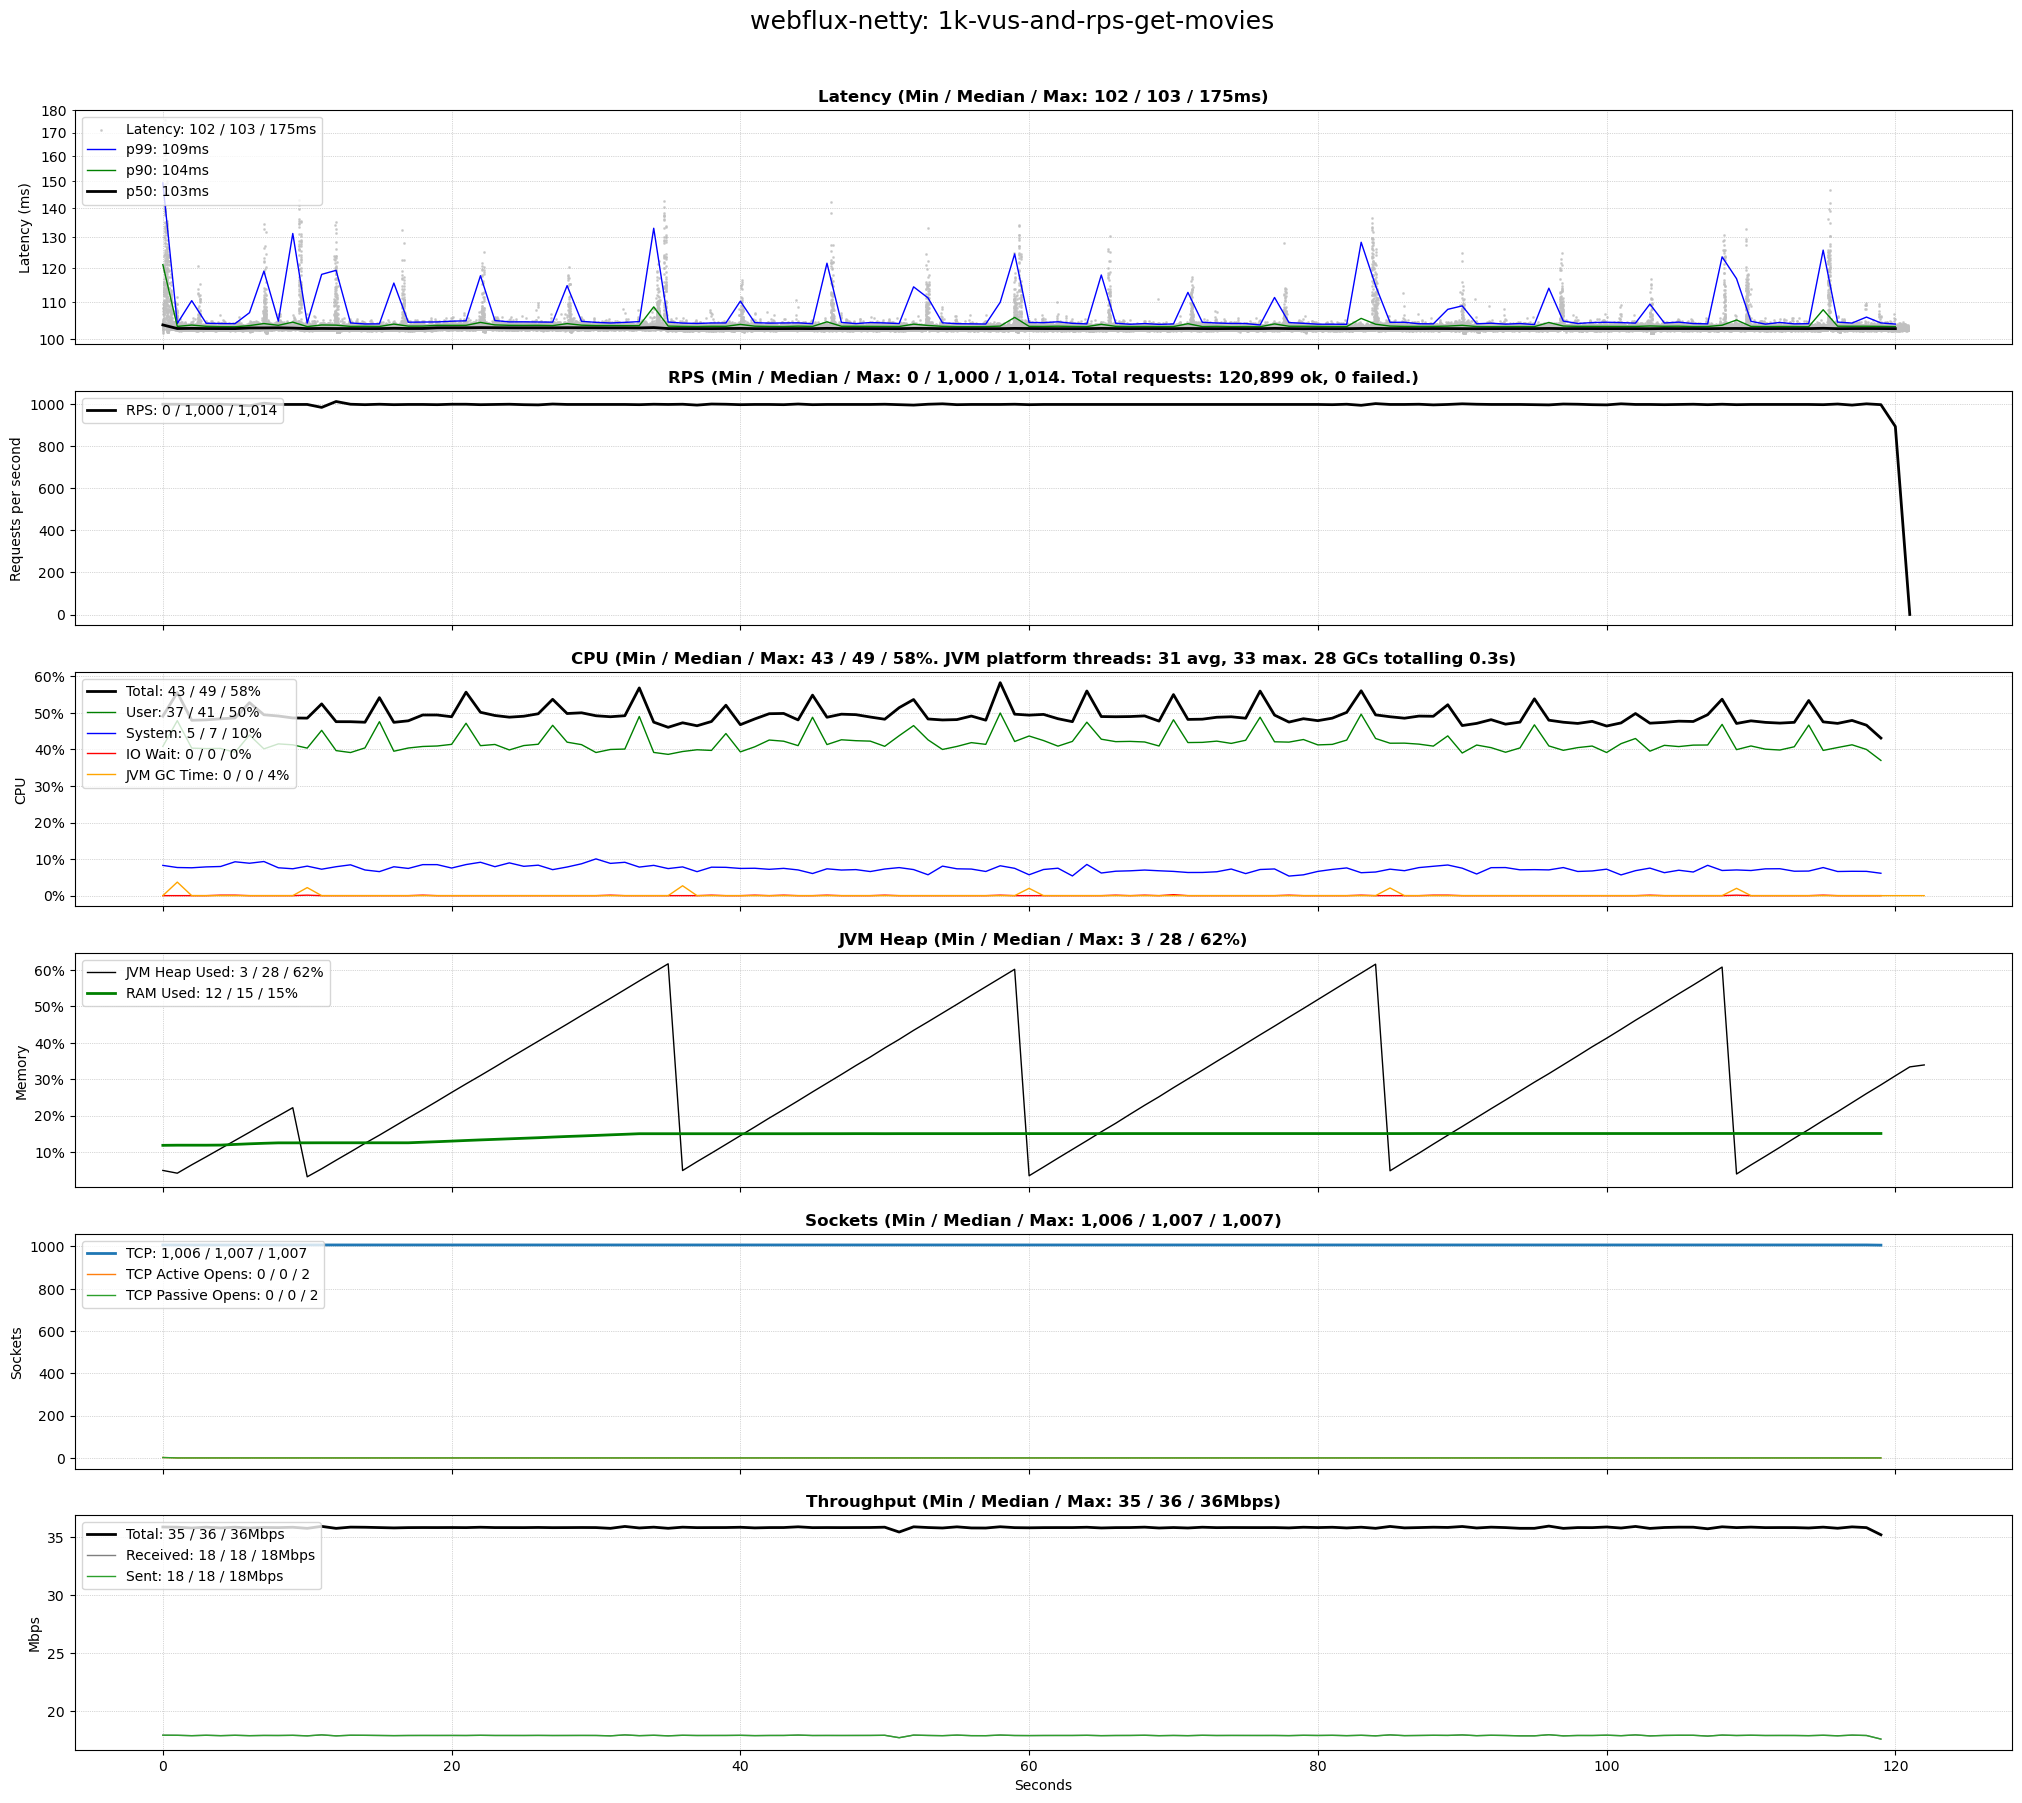 webflux-netty: 1k-vus-and-rps-get-movies
Latency (Min / Median / Max: 102 / 103 / 175ms)
180
170
160
150
140
130
120
110
100
Latency (ms)
Latency: 102 / 103 / 175ms
p99: 109ms
p90: 104ms
p50: 103ms
RPS (Min / Median / Max: 0 / 1,000 / 1,014. Total requests: 120,899 ok, 0 failed.)
1000
800
600
400
200
0
Requests per second
RPS: 0 / 1,000 / 1,014
CPU (Min / Median / Max: 43 / 49 / 58%. JVM platform threads: 31 avg, 33 max. 28 GCs totalling 0.3s)
60%
50%
40%
30%
20%
10%
0%
CPU
Total: 43 / 49 / 58%
User: 37 / 41 / 50%
System: 5 / 7 / 10%
IO Wait: 0 / 0 / 0%
JVM GC Time: 0 / 0 / 4%
JVM Heap (Min / Median / Max: 3 / 28 / 62%)
60%
50%
40%
30%
20%
10%
Memory
JVM Heap Used: 3 / 28 / 62%
RAM Used: 12 / 15 / 15%
Sockets (Min / Median / Max: 1,006 / 1,007 / 1,007)
1000
800
600
400
200
0
Sockets
TCP: 1,006 / 1,007 / 1,007
TCP Active Opens: 0 / 0 / 2
TCP Passive Opens: 0 / 0 / 2
Throughput (Min / Median / Max: 35 / 36 / 36Mbps)
35
30
25
20
Mbps
Total: 35 / 36 / 36Mbps
Received: 18 / 18 / 18Mbps
Sent: 18 / 18 / 18Mbps
0 20 40 60 80 100 120
Seconds